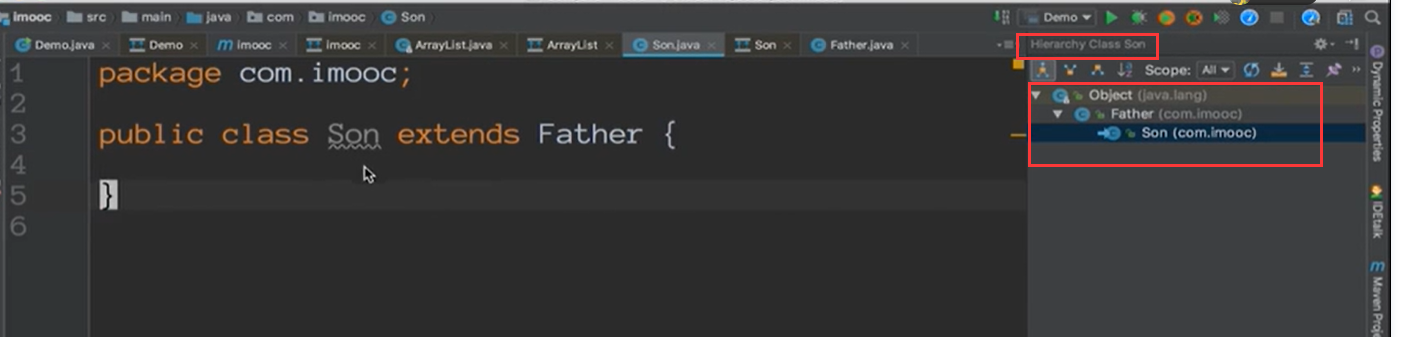 imooc src main java com imooc Son Demo
Demo.java Demo imooc imooc ArrayList.java ArrayList Son.java Son Father.java
Hierarchy Class Son
Scope: All
1 package com.imooc;
2
3 public class Son extends Father {
4
5 }
6
Object (java.lang)
Father (com.imooc)
Son (com.imooc)
Dynamic Properties
IDEtalk
Maven Proje